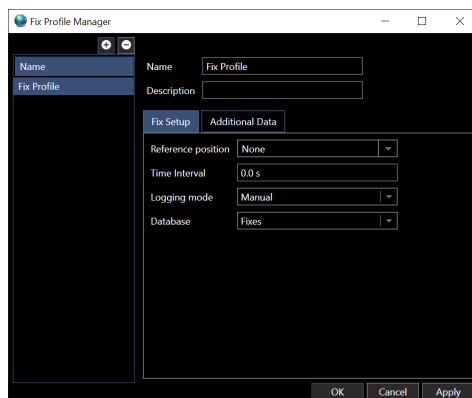 Fix Profile Manager
Name
Fix Profile
Name Fix Profile
Description
Fix Setup Additional Data
Reference position None
Time Interval 0.0 s
Logging mode Manual
Database Fixes
OK Cancel Apply